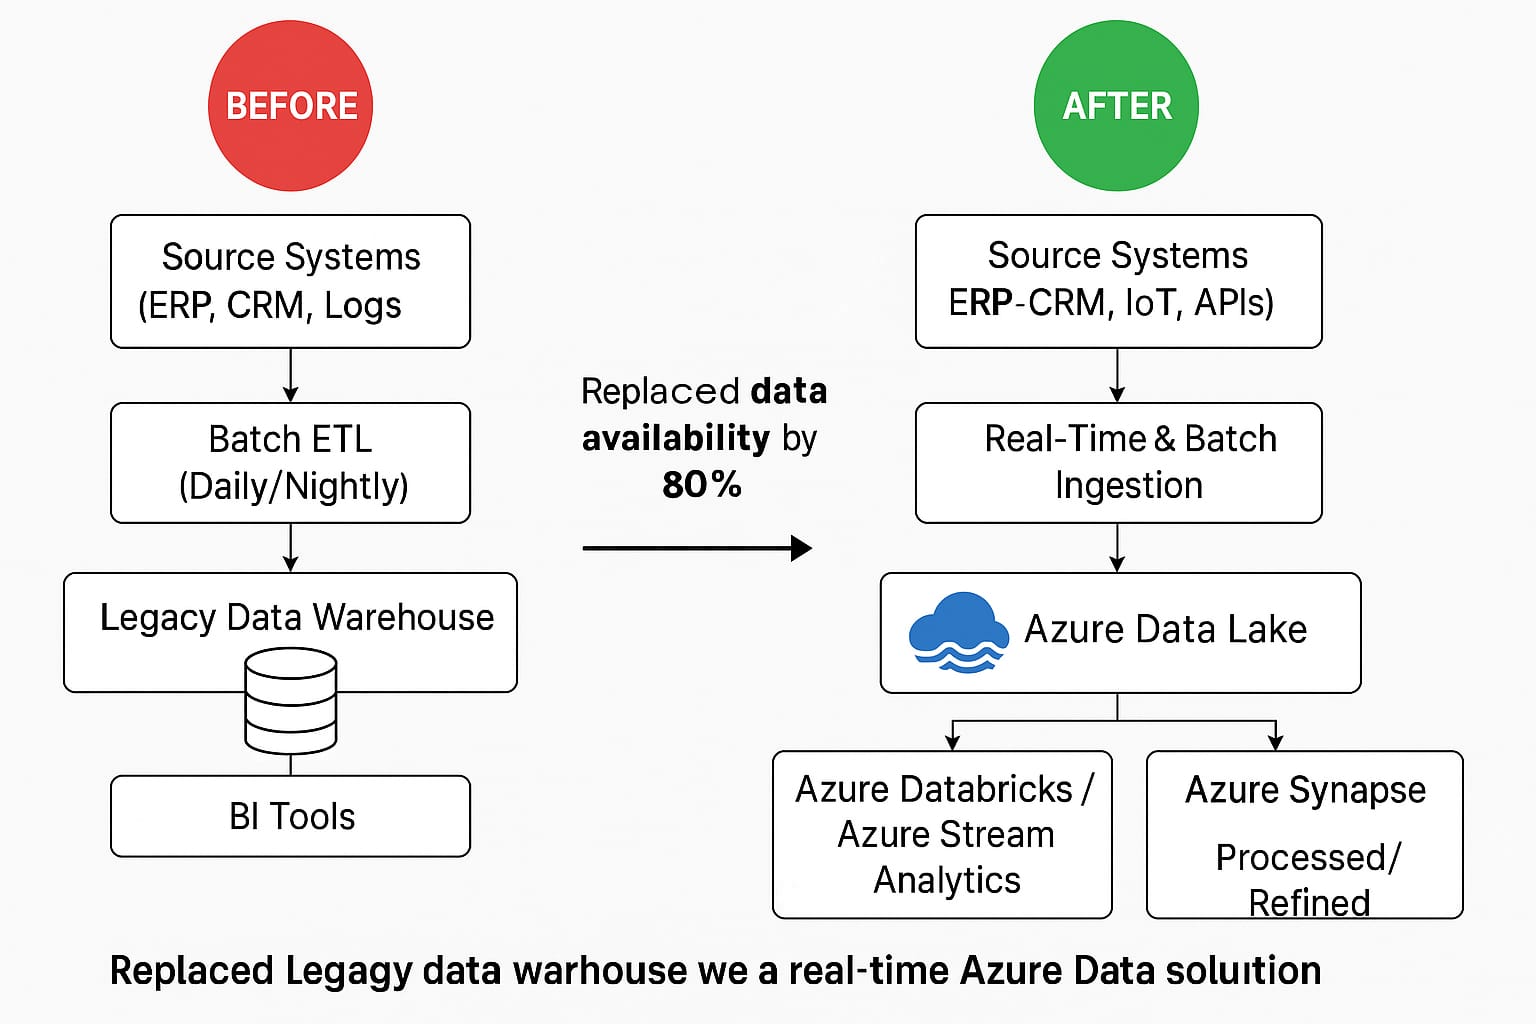 BEFORE
Source Systems
(ERP, CRM, Logs
Batch ETL
(Daily/Nightly)
Legacy Data Warehouse
BI Tools
Replaced data
availability by
80%
AFTER
Source Systems
ERP-CRM, IoT, APIs)
Real-Time & Batch
Ingestion
Azure Data Lake
Azure Databricks /
Azure Stream
Analytics
Azure Synapse
Processed/
Refined
Replaced Legagy data warhouse we a real-time Azure Data soluıtion